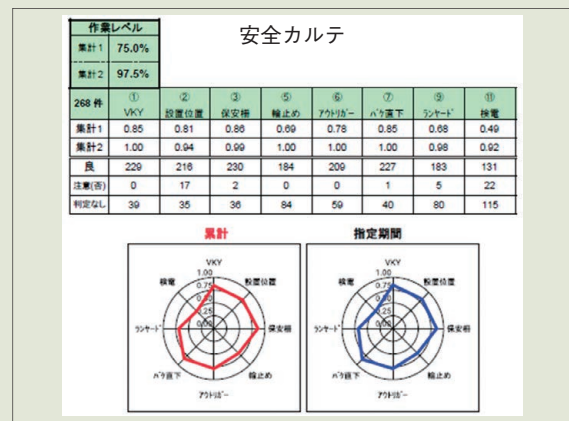 作業レベル
集計1 75.0%
集計2 97.5%
安全カルテ
268 件 ① VKY ② 設置位置 ③ 保安柵 ⑤ 輪止め ⑥ アウトリガー ⑦ バケ直下 ⑨ ランヤード ⑪ 検電
集計1 0.85 0.81 0.86 0.69 0.78 0.85 0.68 0.49
集計2 1.00 0.94 0.99 1.00 1.00 1.00 0.98 0.92
良 229 216 230 184 209 227 183 131
注意(否) 0 17 2 0 0 1 5 22
判定なし 39 35 36 84 59 40 80 115
累計
VKY
1.00
0.75
0.50
0.25
0.00
設置位置
保安柵
輪止め
アウトリガー
バケ直下
ランヤード
検電
指定期間
VKY
1.00
0.75
0.50
0.25
0.00
設置位置
保安柵
輪止め
アウトリガー
バケ直下
ランヤード
検電